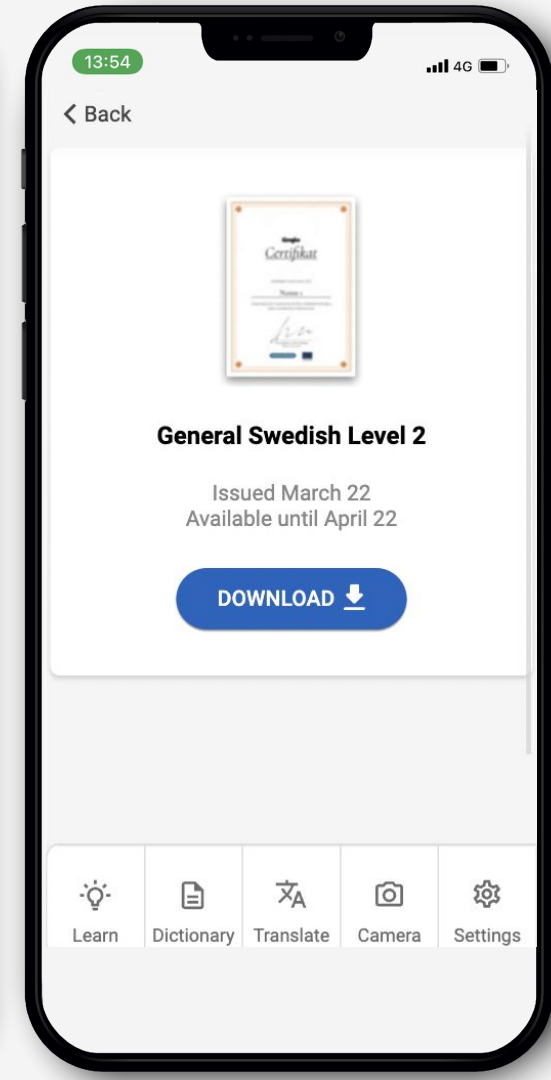 13:54
4G
Back
Certifikat
General Swedish Level 2
Issued March 22
Available until April 22
DOWNLOAD
Learn
Dictionary
Translate
Camera
Settings